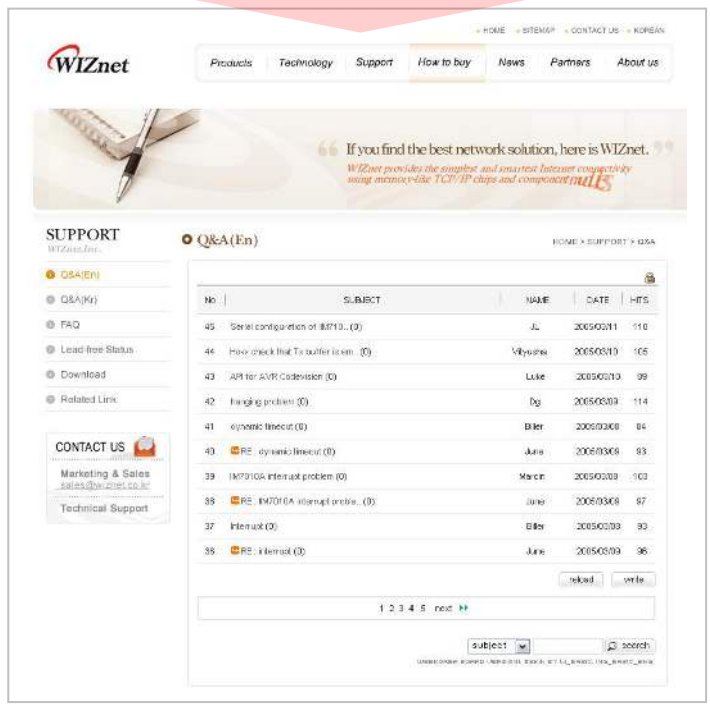 HOME SITEMAP CONTACT US KOREAN
WIZnet
Products Technology Support How to buy News Partners About us
If you find the best network solution, here is WIZnet.
WIZnet provides the simplest and smartest Internet connectivity
using memory-like TCP/IP chips and component
SUPPORT
WIZnet Inc.
Q&A(En)
HOME > SUPPORT > Q&A
Q&A(En)
Q&A(Kr)
FAQ
Lead-free Status
Download
Related Link
CONTACT US
Marketing & Sales
sales@wiznet.co.kr
Technical Support
No SUBJECT NAME DATE HITS
45 Serial configuration of IIM710.. (0) JL 2005/03/11 118
44 How check that Tx buffer is em.. (0) Vityusha 2005/03/10 105
43 API for AVR Codevision (0) Luke 2005/03/10 99
42 hanging problem (0) Dg 2005/03/09 114
41 dynamic timeout (0) Biller 2005/03/08 84
40 RE : dynamic timeout (0) June 2005/03/09 93
39 IIM7010A interrupt problem (0) Marcin 2005/03/08 103
38 RE : IIM7010A interrupt proble.. (0) June 2005/03/09 97
37 Interrupt (0) Biller 2005/03/08 93
36 RE : interrupt (0) June 2005/03/09 96
reload write
1 2 3 4 5 next
subject search